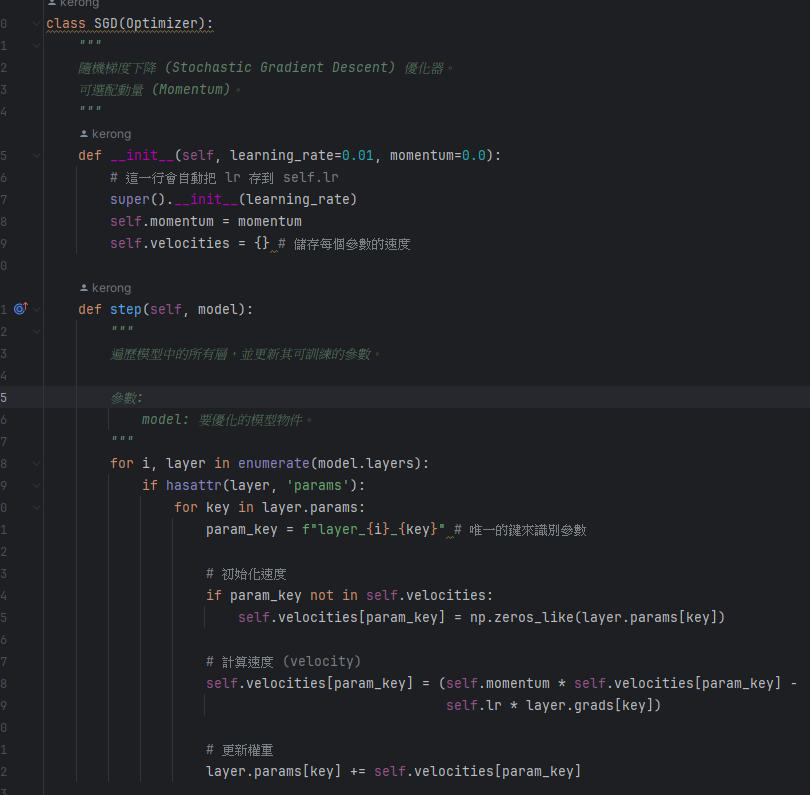 kerong
0 class SGD(Optimizer):
1 """
2 隨機梯度下降 (Stochastic Gradient Descent) 優化器。
3 可選配動量 (Momentum)。
4 """
kerong
5 def __init__(self, learning_rate=0.01, momentum=0.0):
6 # 這一行會自動把 lr 存到 self.lr
7 super().__init__(learning_rate)
8 self.momentum = momentum
9 self.velocities = {} # 儲存每個參數的速度
0
kerong
1 def step(self, model):
2 """
3 遍歷模型中的所有層，並更新其可訓練的參數。
4
5 參數:
6 model: 要優化的模型物件。
7 """
8 for i, layer in enumerate(model.layers):
9 if hasattr(layer, 'params'):
0 for key in layer.params:
1 param_key = f"layer_{i}_{key}" # 唯一的鍵來識別參數
2
3 # 初始化速度
4 if param_key not in self.velocities:
5 self.velocities[param_key] = np.zeros_like(layer.params[key])
6
7 # 計算速度 (velocity)
8 self.velocities[param_key] = (self.momentum * self.velocities[param_key] -
9 self.lr * layer.grads[key])
0
1 # 更新權重
2 layer.params[key] += self.velocities[param_key]
3